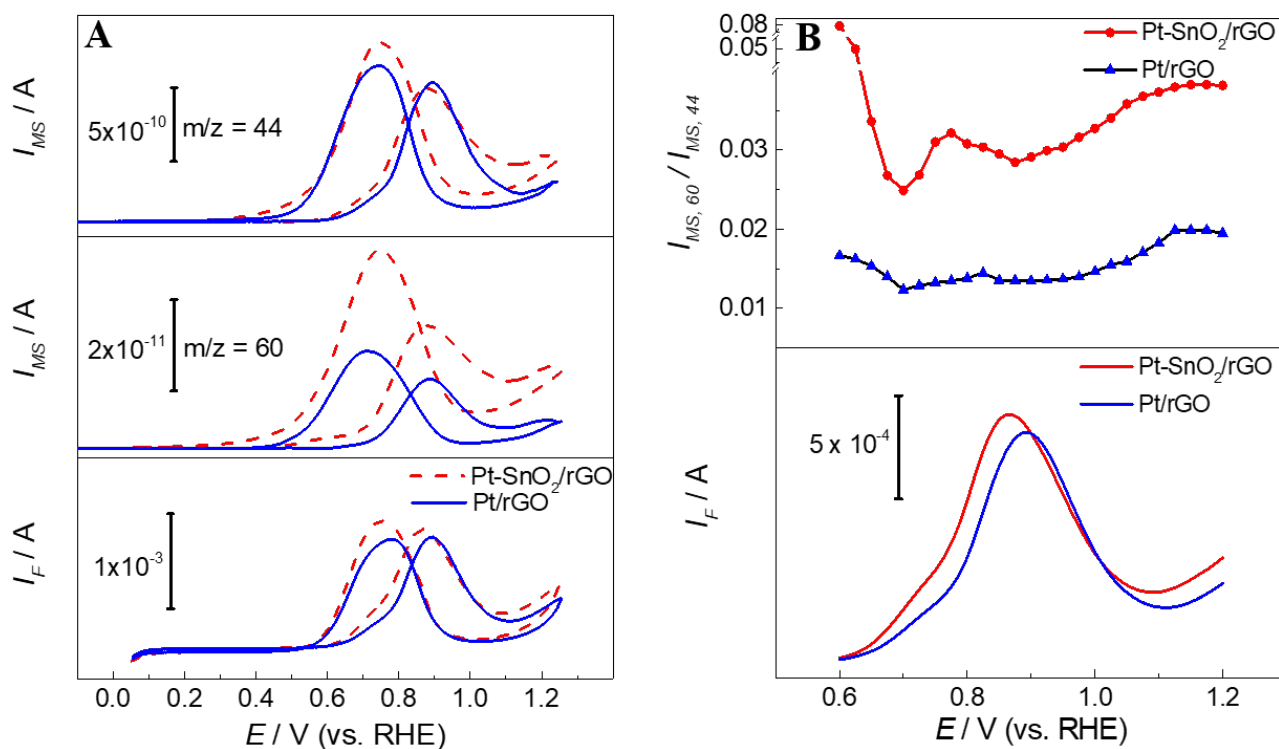 A
I_MS / A
5x10⁻¹⁰
m/z = 44
I_MS / A
2x10⁻¹¹
m/z = 60
Pt-SnO₂/rGO
Pt/rGO
I_F / A
1x10⁻³
0.0 0.2 0.4 0.6 0.8 1.0 1.2
E / V (vs. RHE)
B
Pt-SnO₂/rGO
Pt/rGO
I_MS, 60 / I_MS, 44
0.08
0.05
0.03
0.02
0.01
Pt-SnO₂/rGO
Pt/rGO
5 x 10⁻⁴
I_F / A
0.6 0.8 1.0 1.2
E / V (vs. RHE)